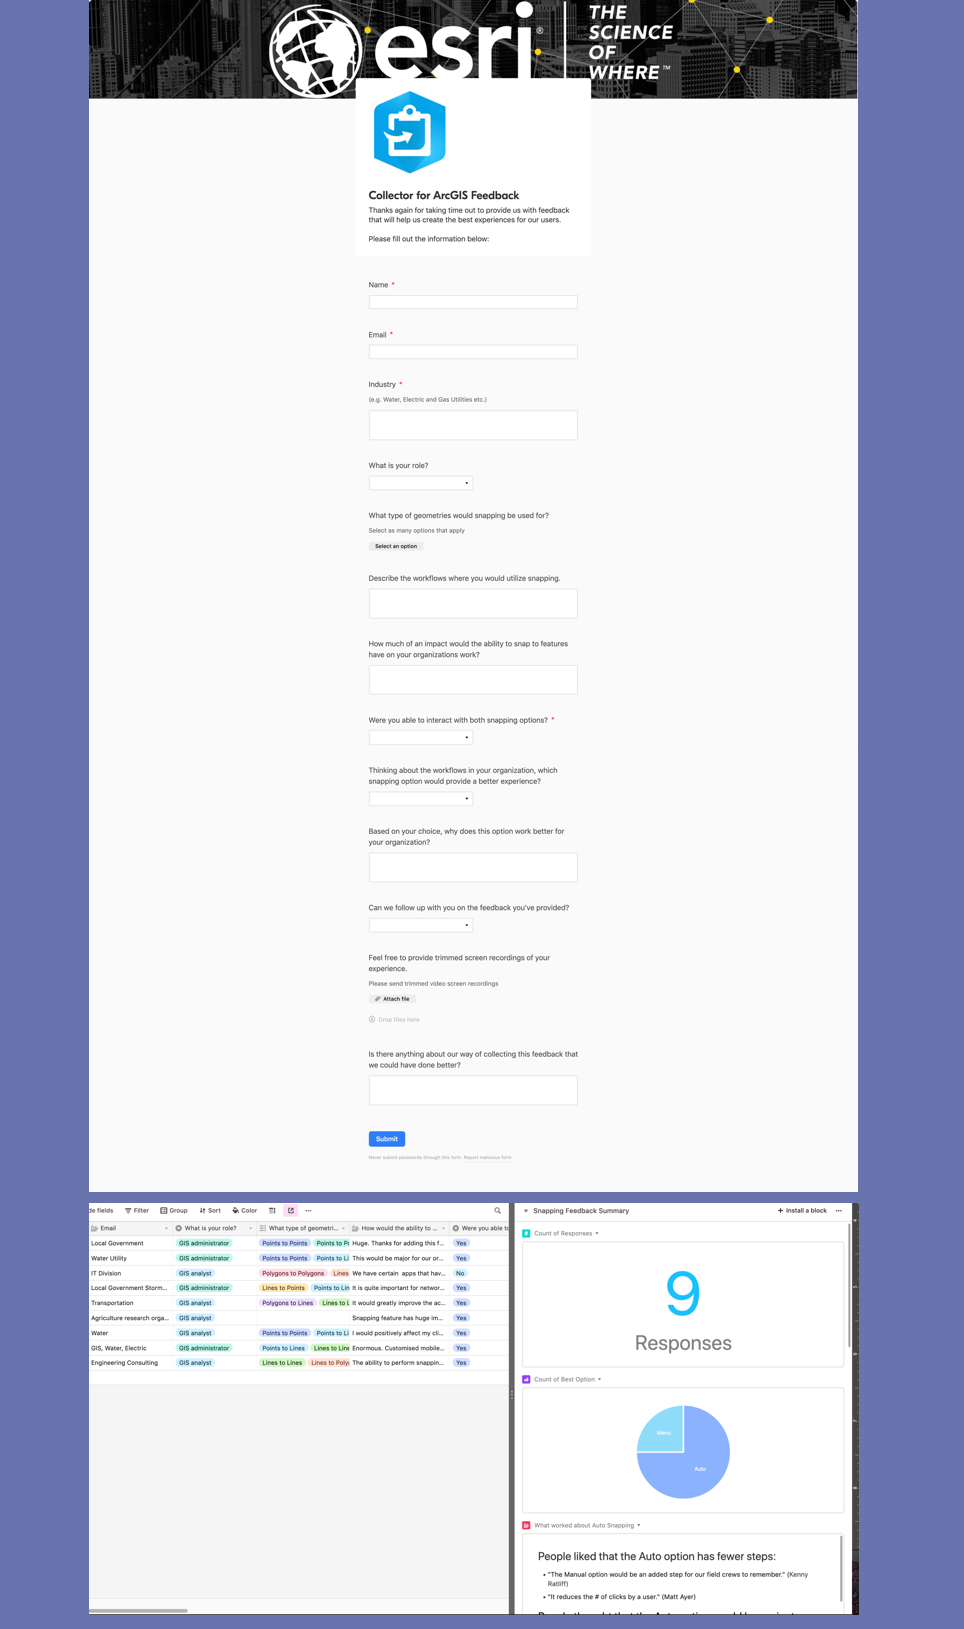 esri®
THE
SCIENCE
OF
WHERE™
Collector for ArcGIS Feedback
Thanks again for taking time out to provide us with feedback
that will help us create the best experiences for our users.
Please fill out the information below:
Name *
Email *
Industry *
(e.g. Water, Electric and Gas Utilities etc.)
What is your role?
What type of geometries would snapping be used for?
Select as many options that apply
Select an option
Describe the workflows where you would utilize snapping.
How much of an impact would the ability to snap to features
have on your organizations work?
Were you able to interact with both snapping options? *
Thinking about the workflows in your organization, which
snapping option would provide a better experience?
Based on your choice, why does this option work better for
your organization?
Can we follow up with you on the feedback you've provided?
Feel free to provide trimmed screen recordings of your
experience.
Please send trimmed video screen recordings
Attach file
Drop files here
Is there anything about our way of collecting this feedback that
we could have done better?
Submit
Never submit passwords through this form. Report malicious form
de fields Filter Group Sort Color ...
Email What is your role? What type of geometri... How would the ability to ... Were you able to
Local Government GIS administrator Points to Points Points to Po Huge. Thanks for adding this f... Yes
Water Utility GIS administrator Points to Points Points to Li This would be major for our or... Yes
IT Division GIS analyst Polygons to Polygons Lines We have certain apps that hav... No
Local Government Storm... GIS administrator Lines to Points Points to Lin It is quite important for networ... Yes
Transportation GIS analyst Polygons to Lines Lines to L It would greatly improve the ac... Yes
Agriculture research orga... GIS analyst Snapping feature has huge im... Yes
Water GIS analyst Points to Points Points to Li I would positively affect my cli... Yes
GIS, Water, Electric GIS administrator Points to Lines Lines to Line Enormous. Customised mobile... Yes
Engineering Consulting GIS analyst Lines to Lines Lines to Poly The ability to perform snappin... Yes
Snapping Feedback Summary + Install a block ...
Count of Responses
9
Responses
Count of Best Option
Menu
Auto
What worked about Auto Snapping
People liked that the Auto option has fewer steps:
• "The Manual option would be an added step for our field crews to remember." (Kenny
Ratliff)
• "It reduces the # of clicks by a user." (Matt Ayer)